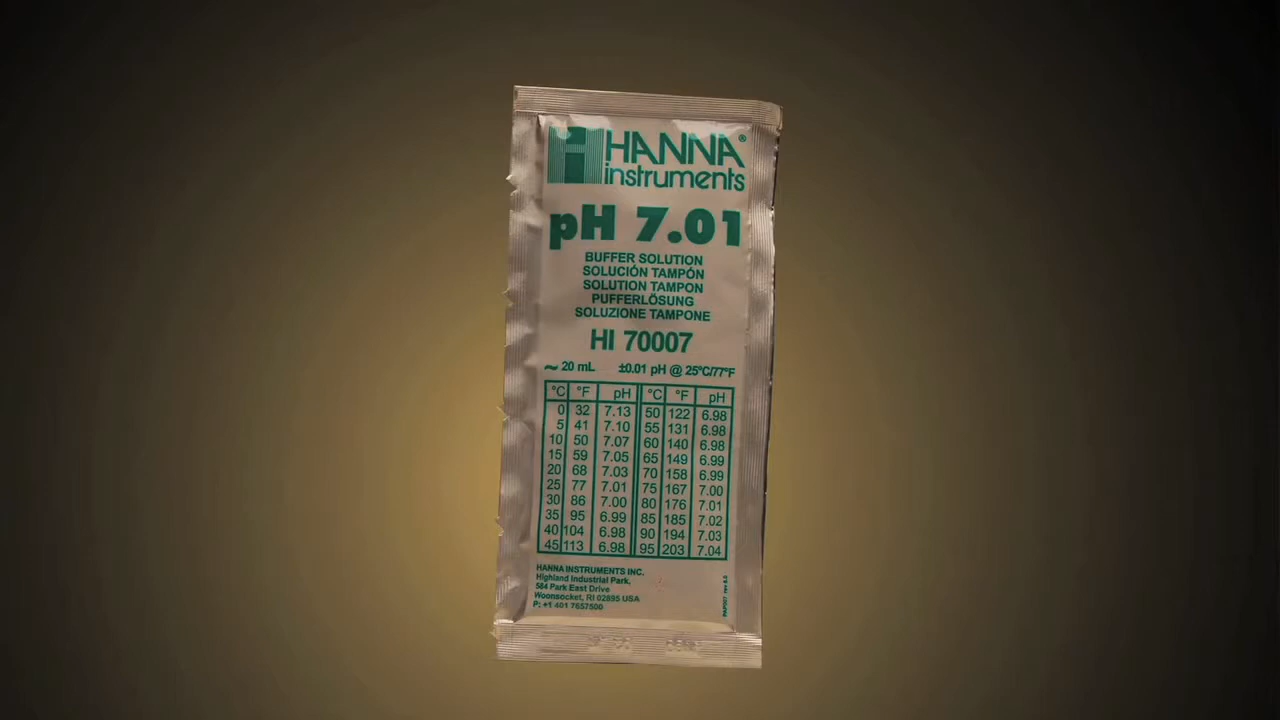 HANNA®
instruments
pH 7.01
BUFFER SOLUTION
SOLUCIÓN TAMPÓN
SOLUTION TAMPON
PUFFERLÖSUNG
SOLUZIONE TAMPONE
HI 70007
~ 20 mL ±0.01 pH @ 25°C/77°F
°C °F pH °C °F pH
0 32 7.13 50 122 6.98
5 41 7.10 55 131 6.98
10 50 7.07 60 140 6.98
15 59 7.05 65 149 6.99
20 68 7.03 70 158 6.99
25 77 7.01 75 167 7.00
30 86 7.00 80 176 7.01
35 95 6.99 85 185 7.02
40 104 6.98 90 194 7.03
45 113 6.98 95 203 7.04
HANNA INSTRUMENTS INC.
Highland Industrial Park,
584 Park East Drive
Woonsocket, RI 02895 USA
P: +1 401 7657500